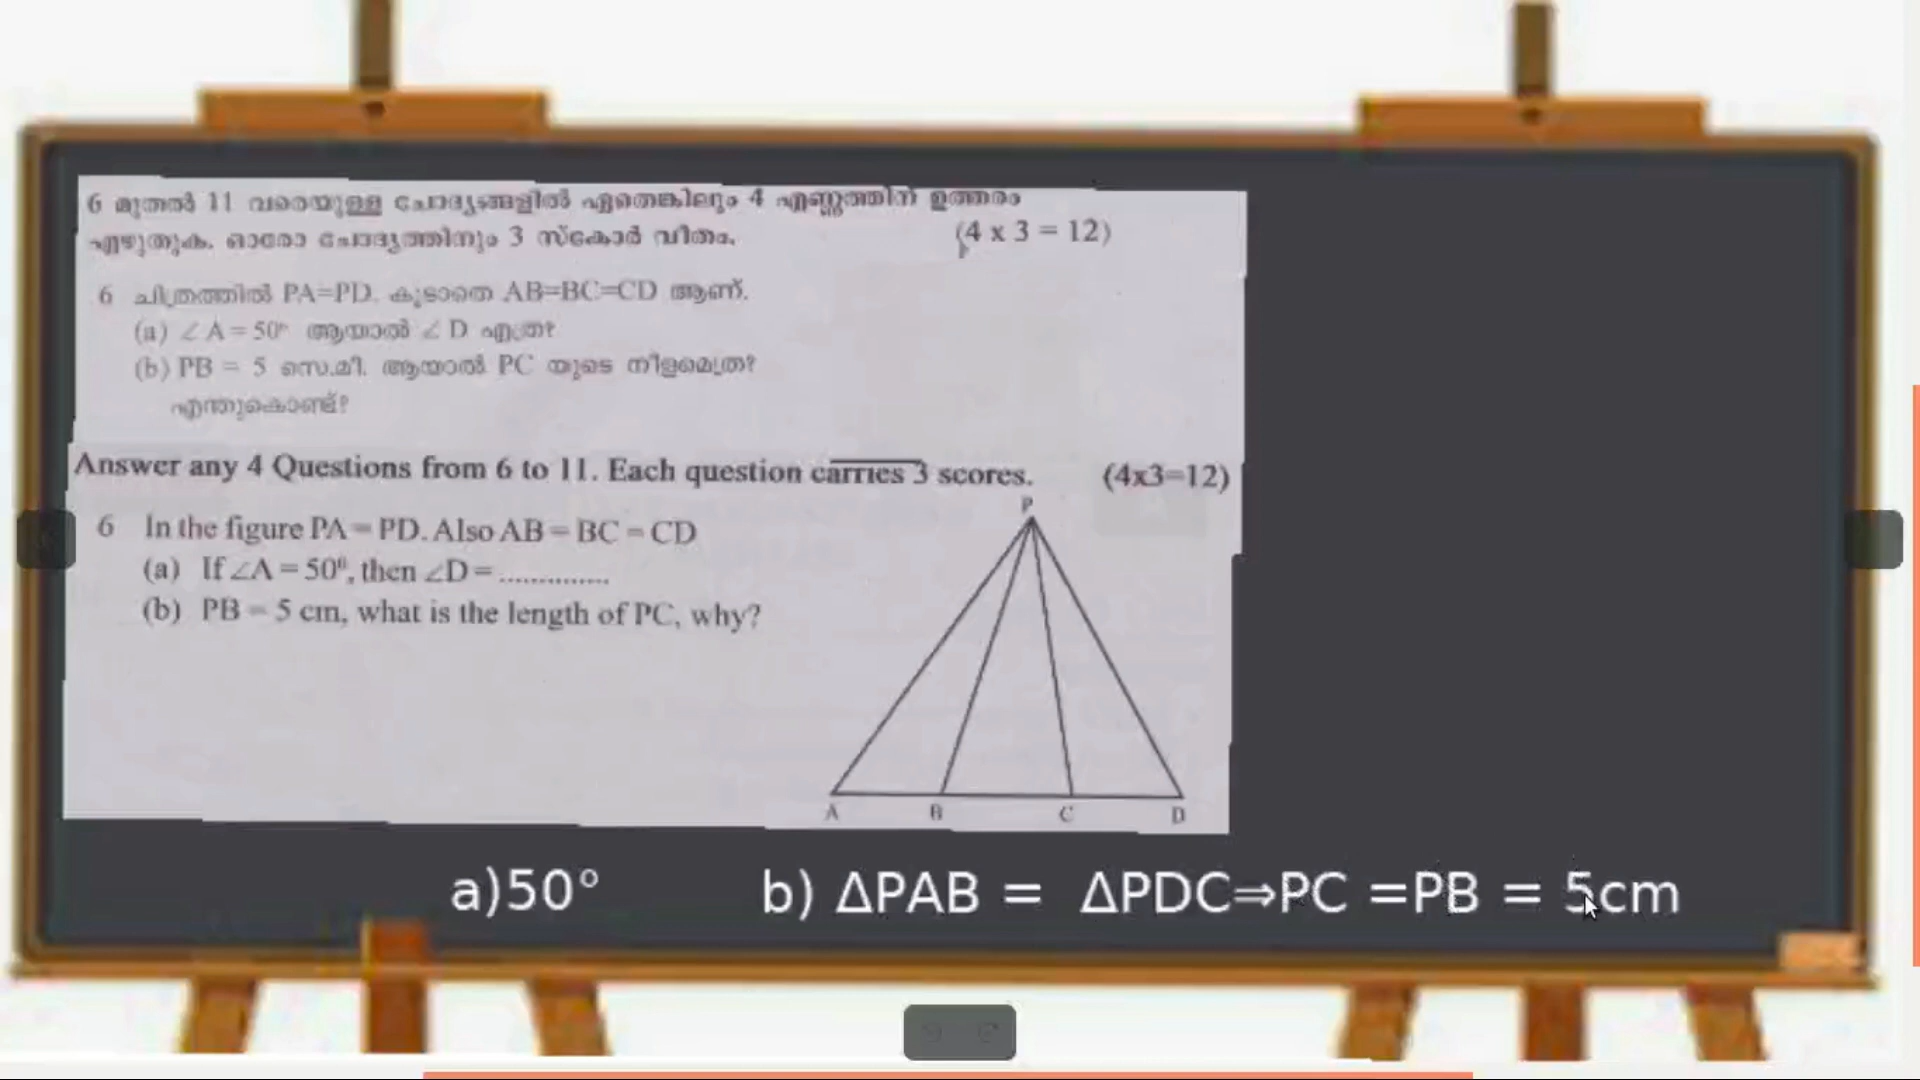 6 മുതൽ 11 വരെയുള്ള ചോദ്യങ്ങളിൽ ഏതെങ്കിലും 4 എണ്ണത്തിന് ഉത്തരം
എഴുതുക. ഓരോ ചോദ്യത്തിനും 3 സ്കോർ വീതം. (4 x 3 = 12)
6 ചിത്രത്തിൽ PA=PD. കൂടാതെ AB=BC=CD ആണ്.
(a) ∠A = 50° ആയാൽ ∠D എത്ര?
(b) PB = 5 സെ.മീ. ആയാൽ PC യുടെ നീളമെത്ര?
എന്തുകൊണ്ട്?
Answer any 4 Questions from 6 to 11. Each question carries 3 scores. (4x3=12)
6 In the figure PA = PD. Also AB = BC = CD
(a) If ∠A = 50⁰, then ∠D = ...............
(b) PB = 5 cm, what is the length of PC, why?
P
A B C D
a)50° b) ΔPAB = ΔPDC⇒PC =PB = 5cm